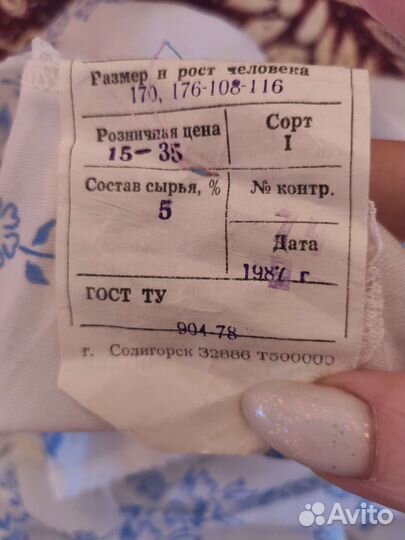 Размер и рост человека
170, 176-108-116
Розничная цена
15-35
Сорт
I
Состав сырья, %
5
№ контр.
Дата
1987 г
ГОСТ ТУ
904-78
г. Солигорск 32886 Т500000
Avito